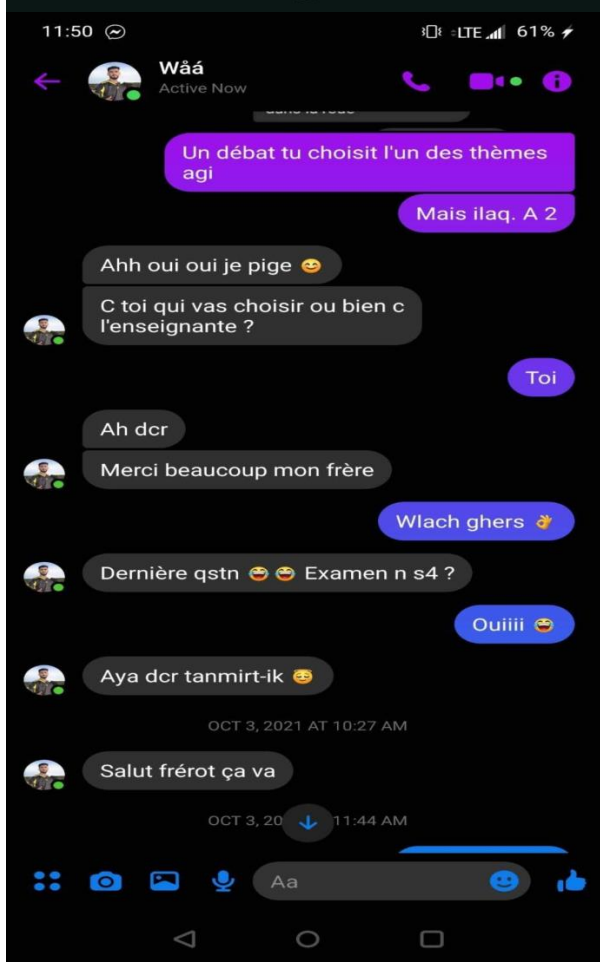 11:50
LTE 61%
Wåá
Active Now
dans la roue
Un débat tu choisit l'un des thèmes
agi
Mais ilaq. A 2
Ahh oui oui je pige 😊
C toi qui vas choisir ou bien c
l'enseignante ?
Toi
Ah dcr
Merci beaucoup mon frère
Wlach ghers 👌
Dernière qstn 😂 😂 Examen n s4 ?
Ouiiii 😂
Aya dcr tanmirt-ik 😇
OCT 3, 2021 AT 10:27 AM
Salut frérot ça va
OCT 3, 20 11:44 AM
Aa